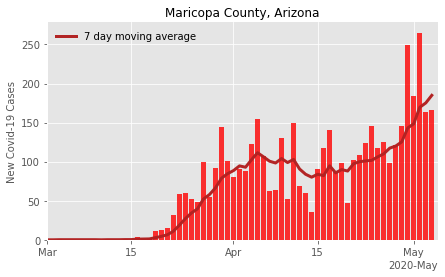 Maricopa County, Arizona
7 day moving average
New Covid-19 Cases
250
200
150
100
50
0
Mar
15
Apr
15
May
2020-May